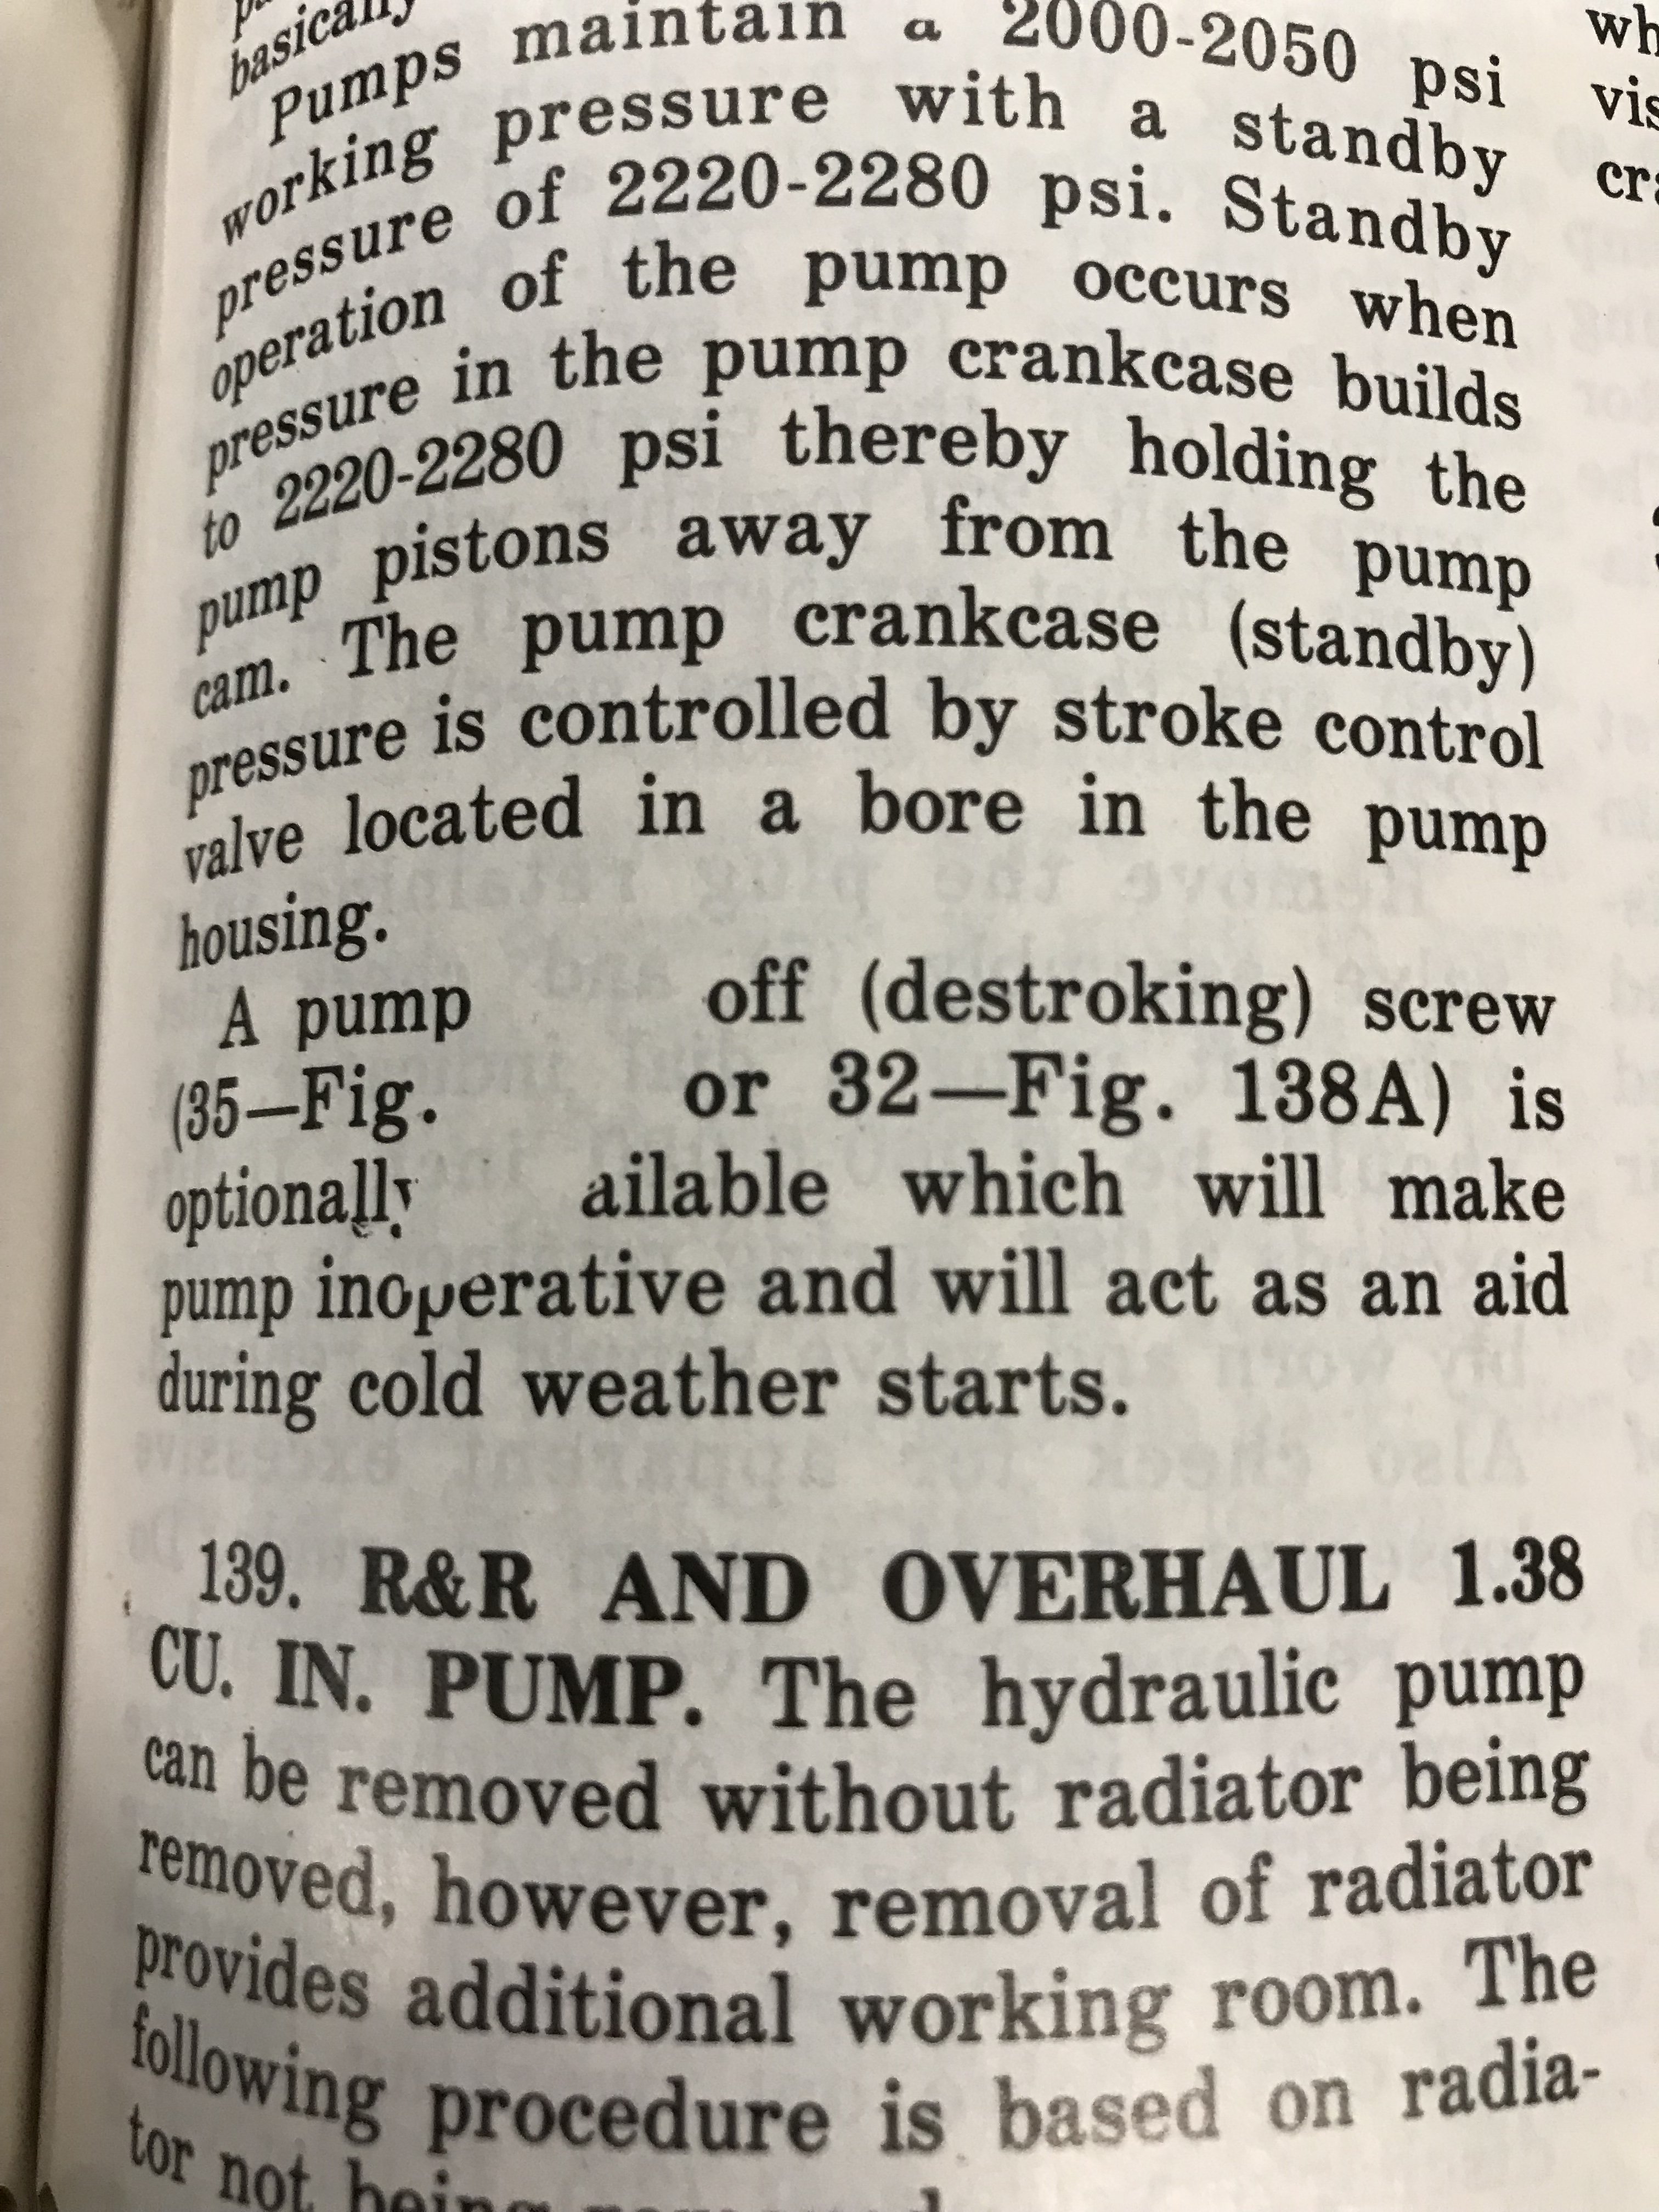 basically
Pumps maintain a 2000-2050 psi
working pressure with a standby
pressure of 2220-2280 psi. Standby
operation of the pump occurs when
pressure in the pump crankcase builds
to 2220-2280 psi thereby holding the
pump pistons away from the pump
cam. The pump crankcase (standby)
pressure is controlled by stroke control
valve located in a bore in the pump
housing.
A pump off (destroking) screw
(35—Fig. or 32—Fig. 138A) is
optionally ailable which will make
pump inoperative and will act as an aid
during cold weather starts.
139. R&R AND OVERHAUL 1.38
CU. IN. PUMP. The hydraulic pump
can be removed without radiator being
removed, however, removal of radiator
provides additional working room. The
following procedure is based on radia-
tor not being
wh
vis
cra